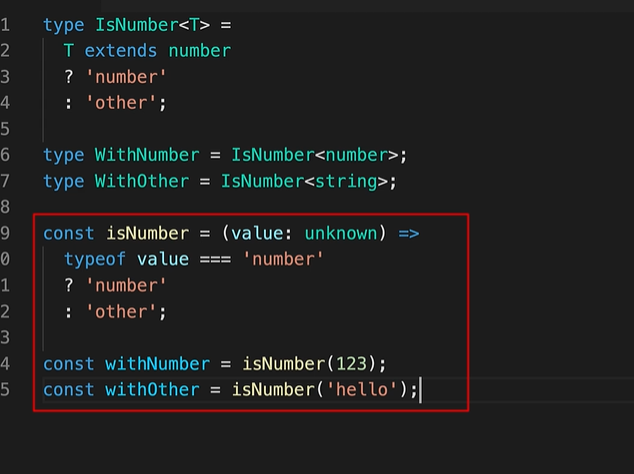 1 type IsNumber<T> =
2 T extends number
3 ? 'number'
4 : 'other';
5
6 type WithNumber = IsNumber<number>;
7 type WithOther = IsNumber<string>;
8
9 const isNumber = (value: unknown) =>
0 typeof value === 'number'
1 ? 'number'
2 : 'other';
3
4 const withNumber = isNumber(123);
5 const withOther = isNumber('hello');